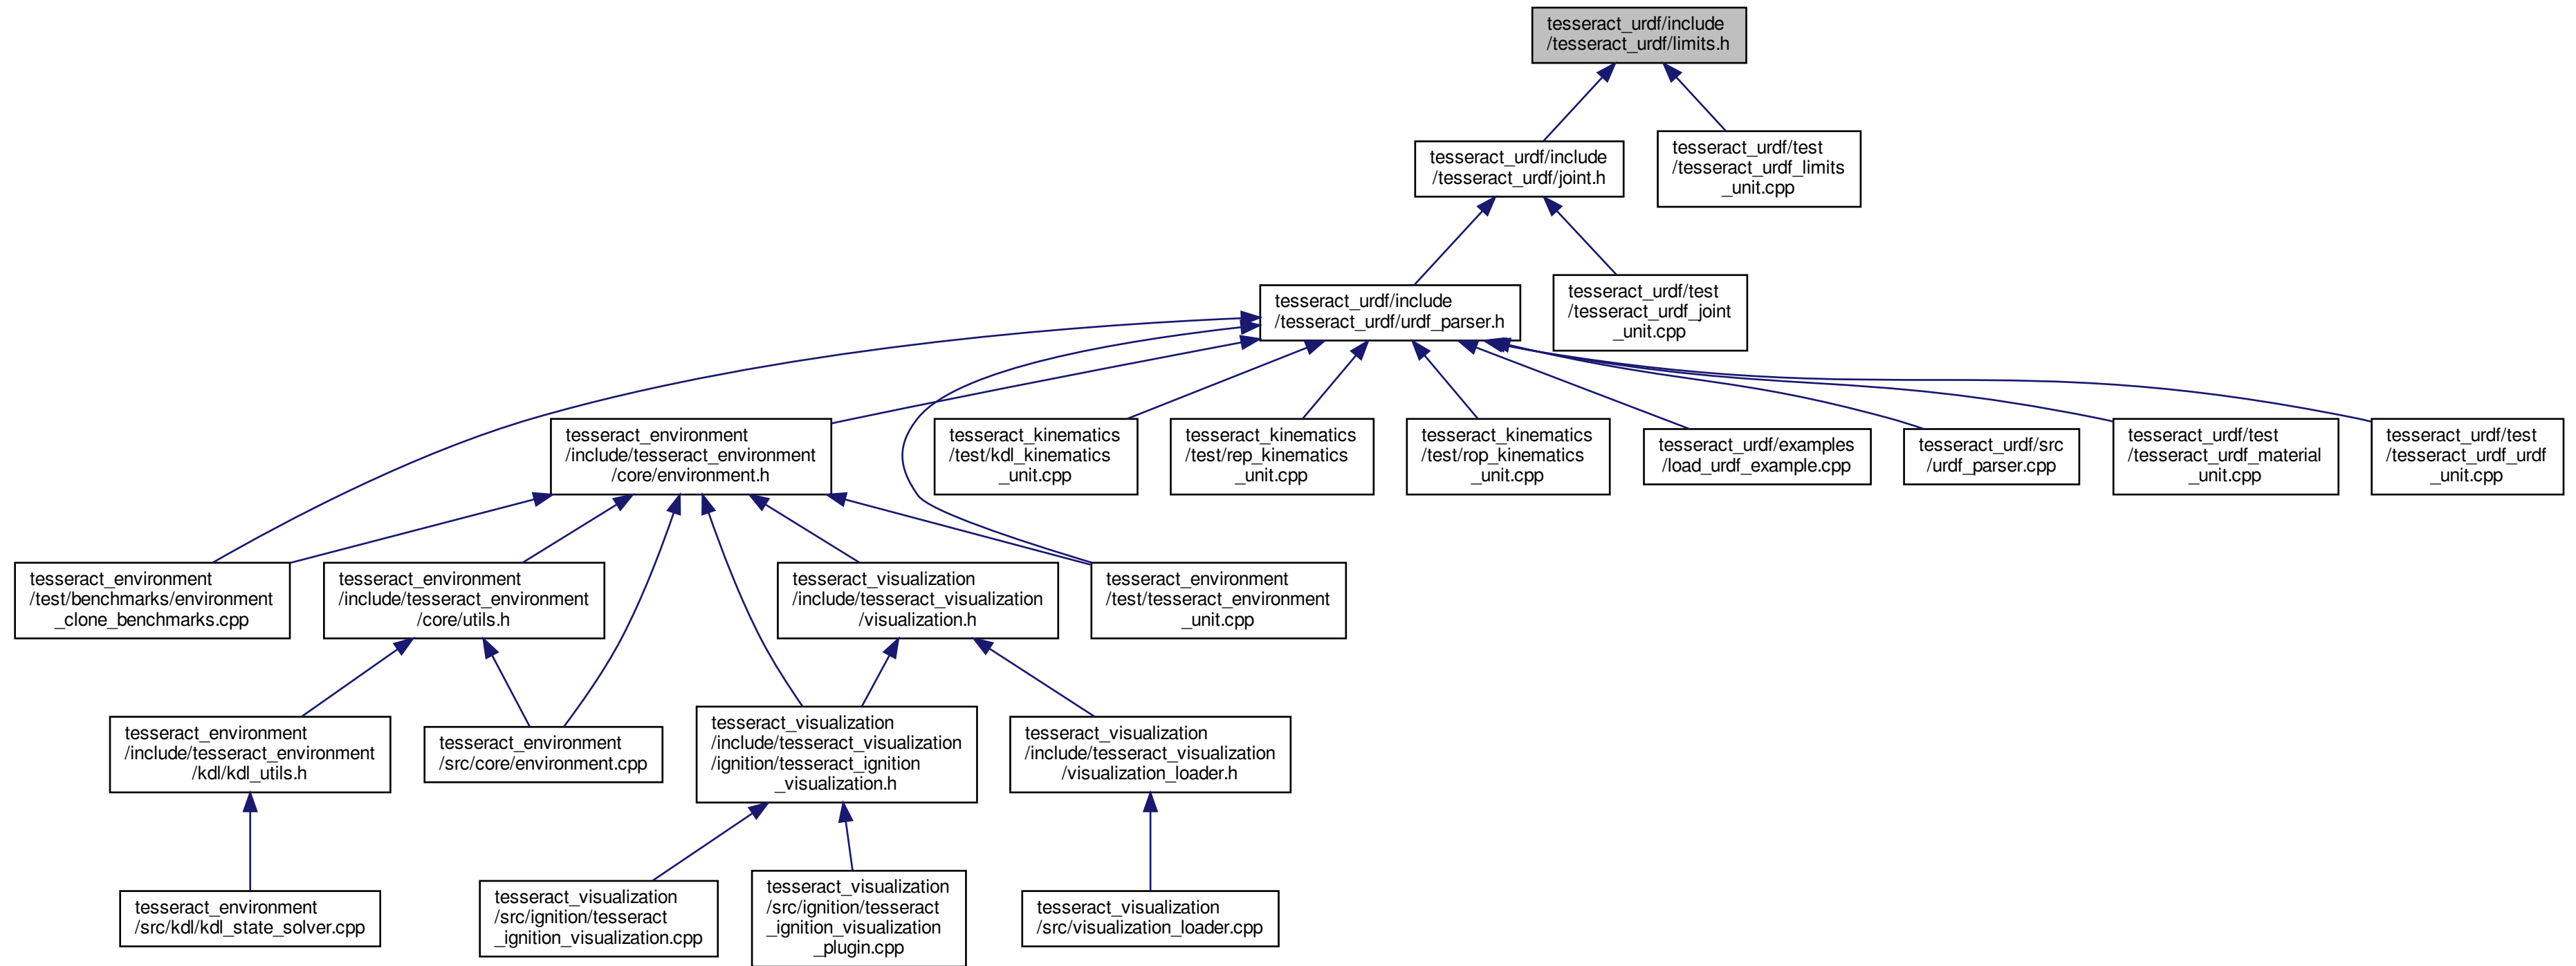 tesseract_urdf/include
/tesseract_urdf/limits.h
tesseract_urdf/include
/tesseract_urdf/joint.h
tesseract_urdf/test
/tesseract_urdf_limits
_unit.cpp
tesseract_urdf/include
/tesseract_urdf/urdf_parser.h
tesseract_urdf/test
/tesseract_urdf_joint
_unit.cpp
tesseract_environment
/include/tesseract_environment
/core/environment.h
tesseract_kinematics
/test/kdl_kinematics
_unit.cpp
tesseract_kinematics
/test/rep_kinematics
_unit.cpp
tesseract_kinematics
/test/rop_kinematics
_unit.cpp
tesseract_urdf/examples
/load_urdf_example.cpp
tesseract_urdf/src
/urdf_parser.cpp
tesseract_urdf/test
/tesseract_urdf_material
_unit.cpp
tesseract_urdf/test
/tesseract_urdf_urdf
_unit.cpp
tesseract_environment
/test/benchmarks/environment
_clone_benchmarks.cpp
tesseract_environment
/include/tesseract_environment
/core/utils.h
tesseract_visualization
/include/tesseract_visualization
/visualization.h
tesseract_environment
/test/tesseract_environment
_unit.cpp
tesseract_environment
/include/tesseract_environment
/kdl/kdl_utils.h
tesseract_environment
/src/core/environment.cpp
tesseract_visualization
/include/tesseract_visualization
/ignition/tesseract_ignition
_visualization.h
tesseract_visualization
/include/tesseract_visualization
/visualization_loader.h
tesseract_environment
/src/kdl/kdl_state_solver.cpp
tesseract_visualization
/src/ignition/tesseract
_ignition_visualization.cpp
tesseract_visualization
/src/ignition/tesseract
_ignition_visualization
_plugin.cpp
tesseract_visualization
/src/visualization_loader.cpp